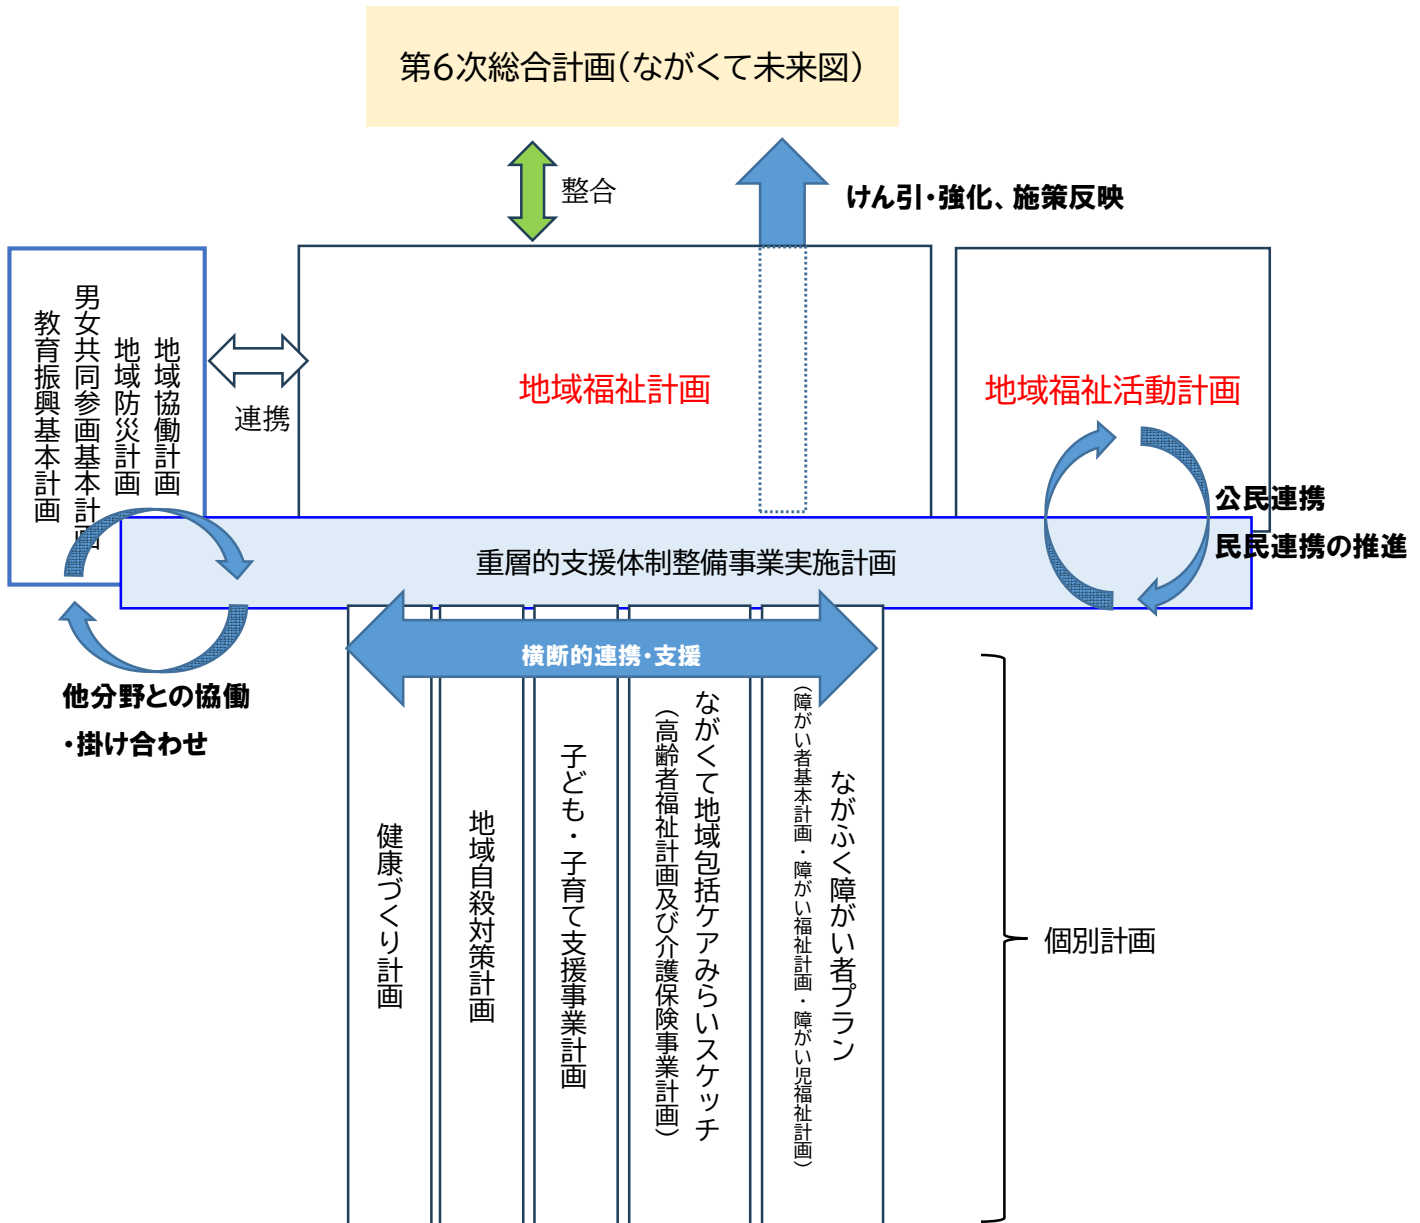 第6次総合計画（ながくて未来図）
整合
けん引・強化、施策反映
地域協働計画
地域防災計画
男女共同参画基本計画
教育振興基本計画
連携
地域福祉計画
地域福祉活動計画
公民連携
民民連携の推進
重層的支援体制整備事業実施計画
横断的連携・支援
他分野との協働
・掛け合わせ
ながふく障がい者プラン
（障がい者基本計画・障がい福祉計画・障がい児福祉計画）
ながくて地域包括ケアみらいスケッチ
（高齢者福祉計画及び介護保険事業計画）
子ども・子育て支援事業計画
地域自殺対策計画
健康づくり計画
個別計画